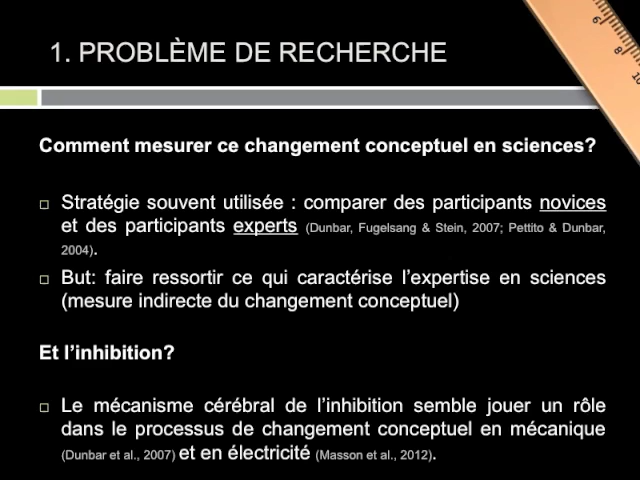 1. PROBLÈME DE RECHERCHE
6
8
10
Comment mesurer ce changement conceptuel en sciences?
Stratégie souvent utilisée : comparer des participants novices
et des participants experts (Dunbar, Fugelsang & Stein, 2007; Pettito & Dunbar,
2004).
But: faire ressortir ce qui caractérise l’expertise en sciences
(mesure indirecte du changement conceptuel)
Et l’inhibition?
Le mécanisme cérébral de l’inhibition semble jouer un rôle
dans le processus de changement conceptuel en mécanique
(Dunbar et al., 2007) et en électricité (Masson et al., 2012).